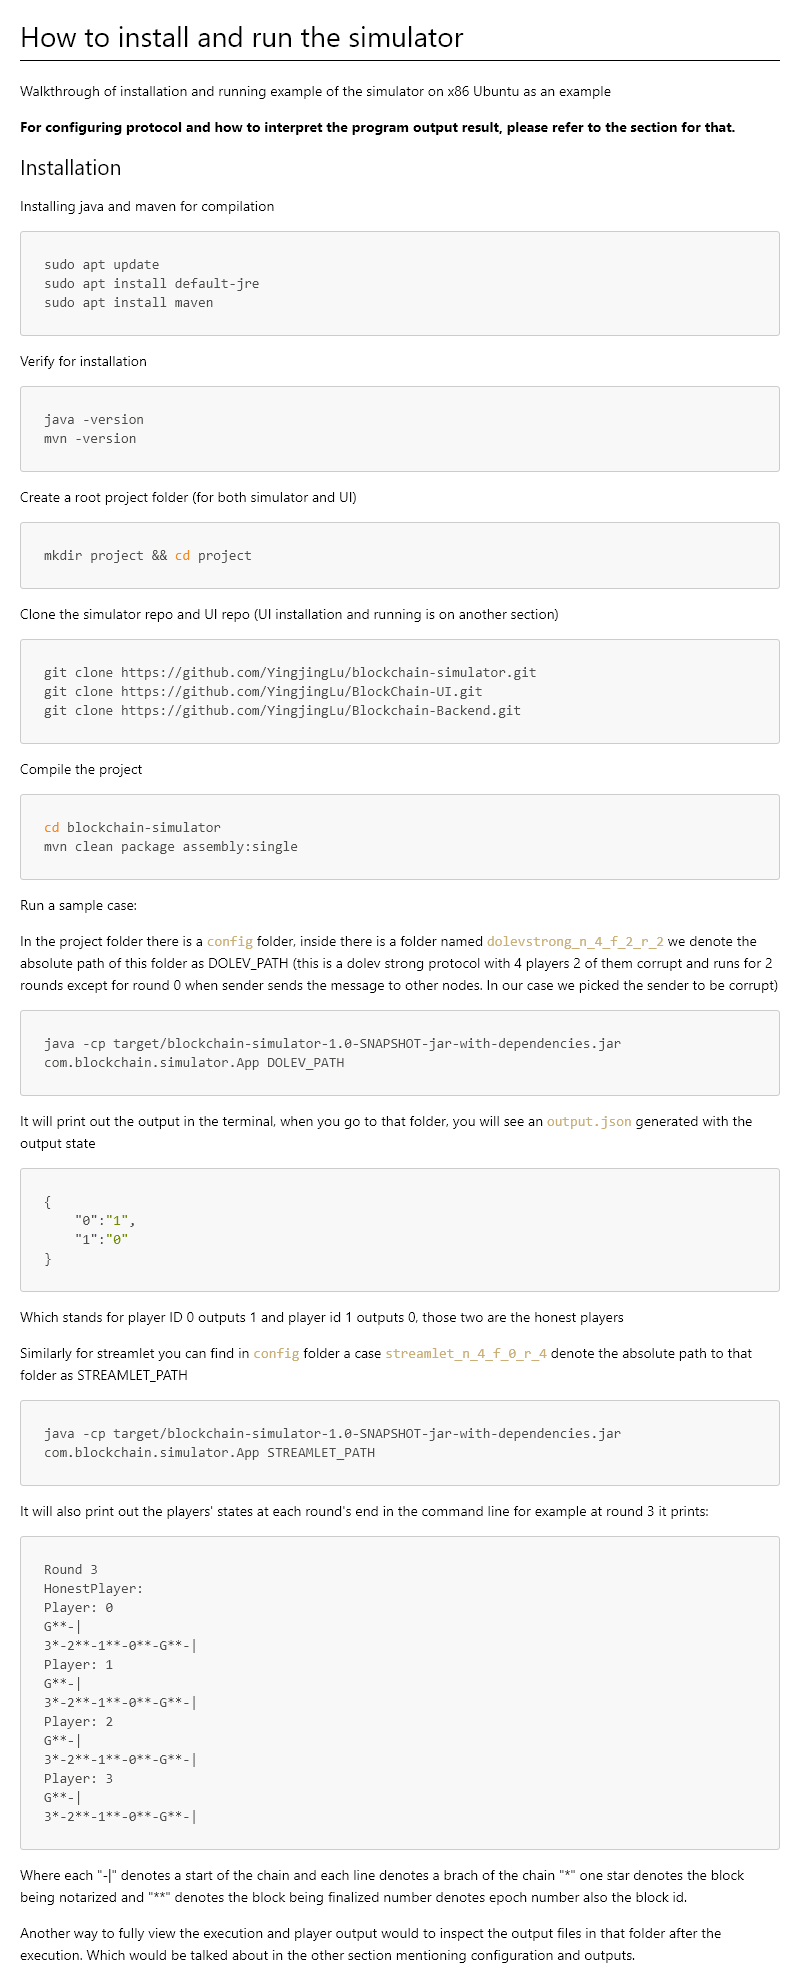 How to install and run the simulator
Walkthrough of installation and running example of the simulator on x86 Ubuntu as an example
For configuring protocol and how to interpret the program output result, please refer to the section for that.
Installation
Installing java and maven for compilation
sudo apt update
sudo apt install default-jre
sudo apt install maven
Verify for installation
java -version
mvn -version
Create a root project folder (for both simulator and UI)
mkdir project && cd project
Clone the simulator repo and UI repo (UI installation and running is on another section)
git clone https://github.com/YingjingLu/blockchain-simulator.git
git clone https://github.com/YingjingLu/BlockChain-UI.git
git clone https://github.com/YingjingLu/Blockchain-Backend.git
Compile the project
cd blockchain-simulator
mvn clean package assembly:single
Run a sample case:
In the project folder there is a config folder, inside there is a folder named dolevstrong_n_4_f_2_r_2 we denote the
absolute path of this folder as DOLEV_PATH (this is a dolev strong protocol with 4 players 2 of them corrupt and runs for 2
rounds except for round 0 when sender sends the message to other nodes. In our case we picked the sender to be corrupt)
java -cp target/blockchain-simulator-1.0-SNAPSHOT-jar-with-dependencies.jar
com.blockchain.simulator.App DOLEV_PATH
It will print out the output in the terminal, when you go to that folder, you will see an output.json generated with the
output state
{
"0":"1",
"1":"0"
}
Which stands for player ID 0 outputs 1 and player id 1 outputs 0, those two are the honest players
Similarly for streamlet you can find in config folder a case streamlet_n_4_f_0_r_4 denote the absolute path to that
folder as STREAMLET_PATH
java -cp target/blockchain-simulator-1.0-SNAPSHOT-jar-with-dependencies.jar
com.blockchain.simulator.App STREAMLET_PATH
It will also print out the players' states at each round's end in the command line for example at round 3 it prints:
Round 3
HonestPlayer:
Player: 0
G**-|
3*-2**-1**-0**-G**-|
Player: 1
G**-|
3*-2**-1**-0**-G**-|
Player: 2
G**-|
3*-2**-1**-0**-G**-|
Player: 3
G**-|
3*-2**-1**-0**-G**-|
Where each "-|" denotes a start of the chain and each line denotes a brach of the chain "*" one star denotes the block
being notarized and "**" denotes the block being finalized number denotes epoch number also the block id.
Another way to fully view the execution and player output would to inspect the output files in that folder after the
execution. Which would be talked about in the other section mentioning configuration and outputs.